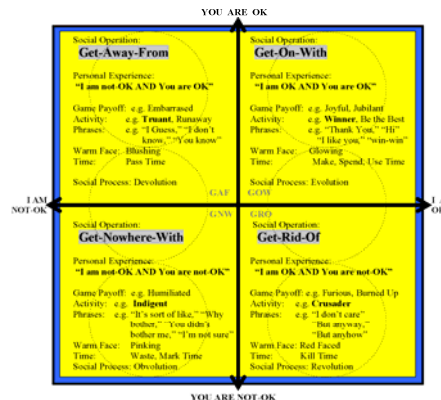 YOU ARE OK
Social Operation:
Get-Away-From
Personal Experience:
"I am not-OK AND You are OK"
Game Payoff: e.g. Embarrased
Activity: e.g. Truant, Runaway
Phrases: e.g. "I Guess," "I don't
know," "You know"
Warm Face: Blushing
Time: Pass Time
Social Process: Devolution
GAF
Social Operation:
Get-On-With
Personal Experience:
"I am OK AND You are OK"
Game Payoff: e.g. Joyful, Jubilant
Activity: e.g. Winner, Be the Best
Phrases: e.g. "Thank You," "Hi"
"I like you," "win-win"
Warm Face: Glowing
Time: Make, Spend, Use Time
Social Process: Evolution
GOW
I AM
NOT-OK
I A
OK
GNW
Social Operation:
Get-Nowhere-With
Personal Experience:
"I am not-OK AND You are not-OK"
Game Payoff: e.g. Humiliated
Activity: e.g. Indigent
Phrases: e.g. "It's sort of like," "Why
bother," "You didn't
bother me," "I'm not sure"
Warm Face: Pinking
Time: Waste, Mark Time
Social Process: Obvolution
GRO
Social Operation:
Get-Rid-Of
Personal Experience:
"I am OK AND You are not-OK"
Game Payoff: e.g. Furious, Burned Up
Activity: e.g. Crusader
Phrases: e.g. "I don't care"
"But anyway,"
"But anyhow"
Warm Face: Red Faced
Time: Kill Time
Social Process: Revolution
YOU ARE NOT-OK